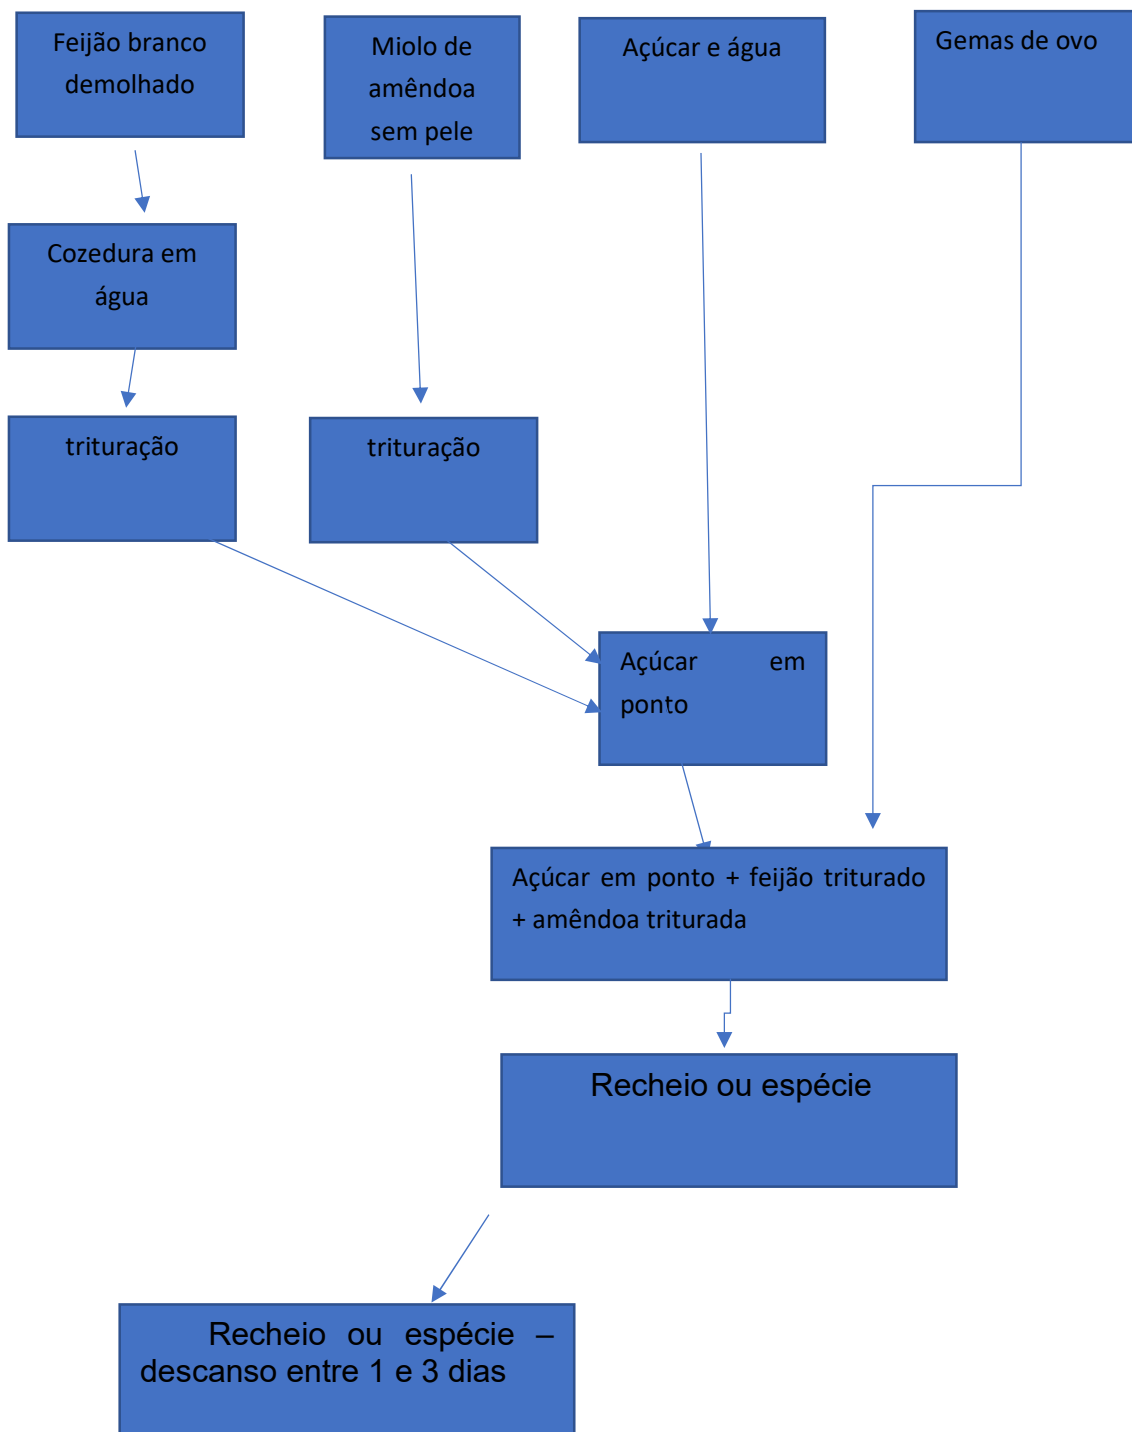 Feijão branco
demolhado
Miolo de
amêndoa
sem pele
Açúcar e água
Gemas de ovo
Cozedura em
água
trituração
trituração
Açúcar em
ponto
Açúcar em ponto + feijão triturado
+ amêndoa triturada
Recheio ou espécie
Recheio ou espécie –
descanso entre 1 e 3 dias